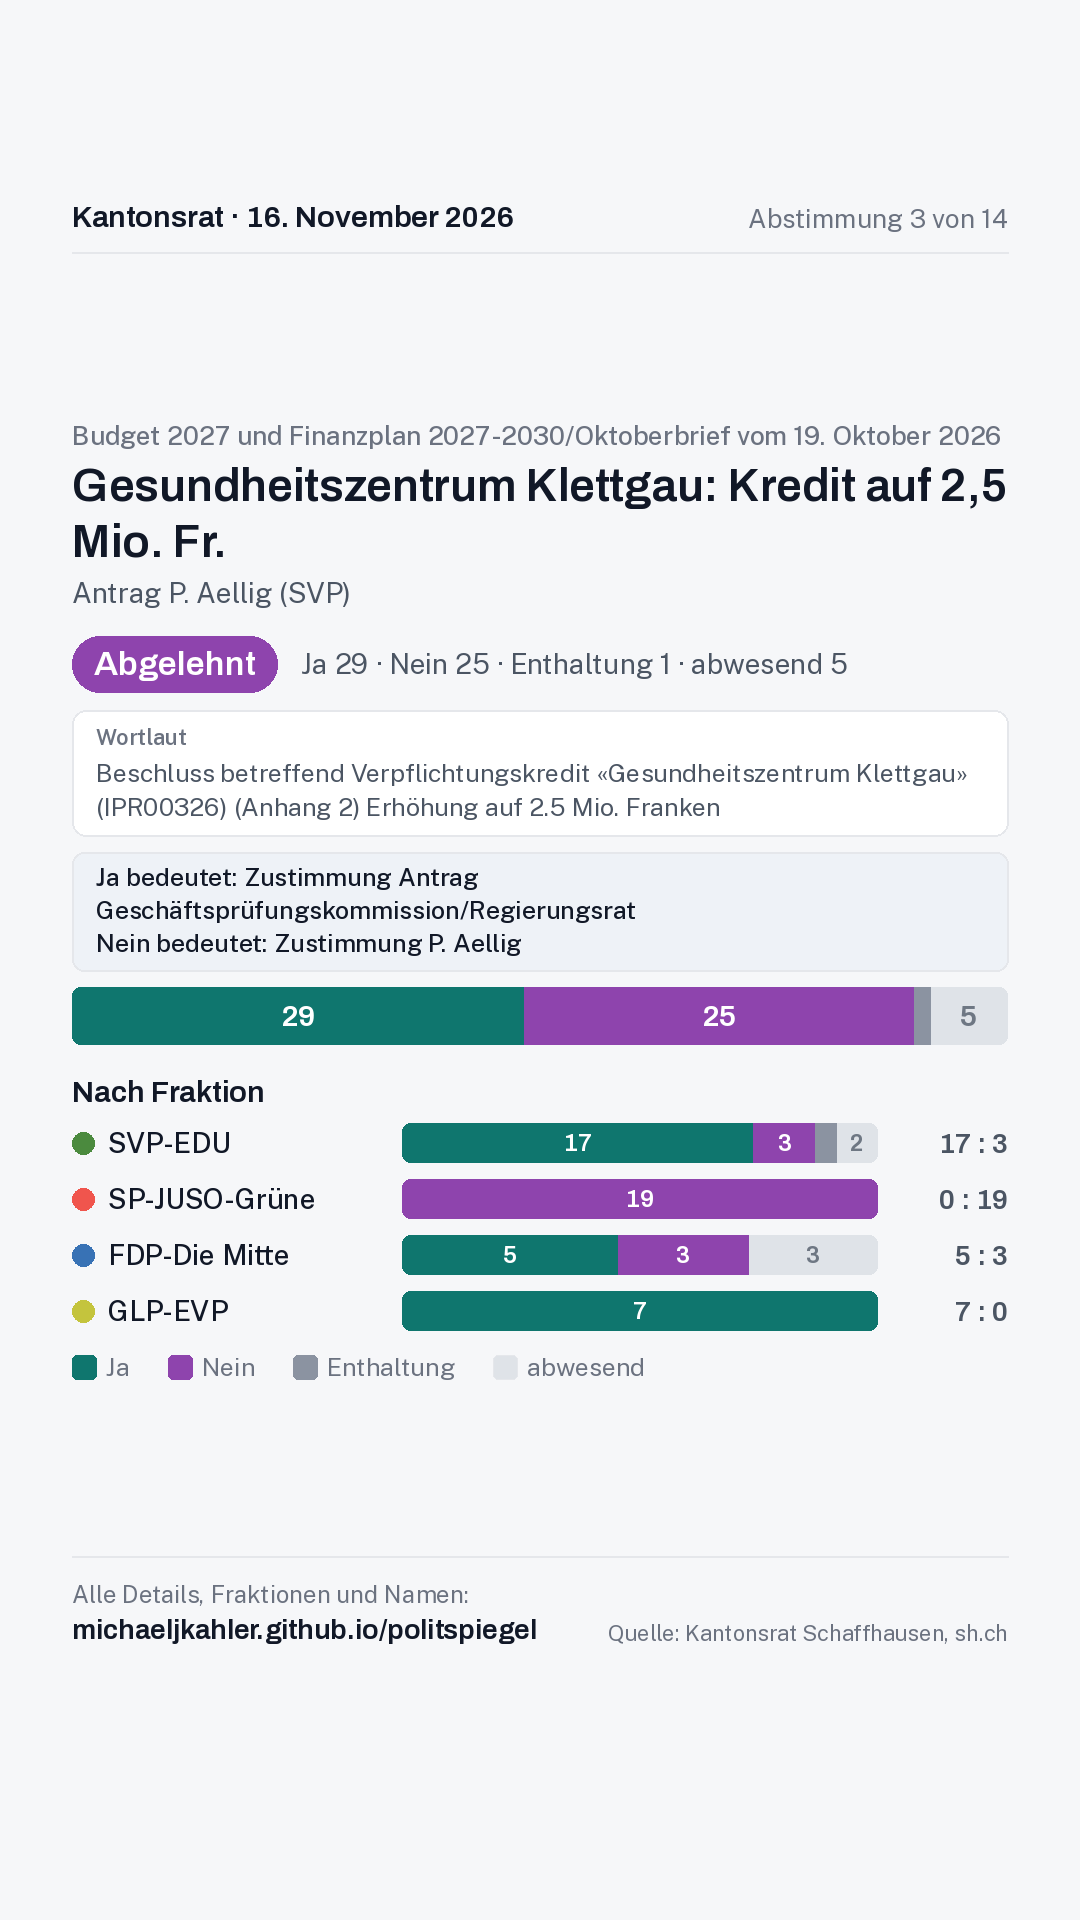 Kantonsrat · 16. November 2026
Abstimmung 3 von 14
Budget 2027 und Finanzplan 2027-2030/Oktoberbrief vom 19. Oktober 2026
Gesundheitszentrum Klettgau: Kredit auf 2,5
Mio. Fr.
Antrag P. Aellig (SVP)
Abgelehnt
Ja 29 · Nein 25 · Enthaltung 1 · abwesend 5
Wortlaut
Beschluss betreffend Verpflichtungskredit «Gesundheitszentrum Klettgau»
(IPR00326) (Anhang 2) Erhöhung auf 2.5 Mio. Franken
Ja bedeutet: Zustimmung Antrag
Geschäftsprüfungskommission/Regierungsrat
Nein bedeutet: Zustimmung P. Aellig
29 25 5
Nach Fraktion
SVP-EDU 17 3 2 17 : 3
SP-JUSO-Grüne 19 0 : 19
FDP-Die Mitte 5 3 3 5 : 3
GLP-EVP 7 7 : 0
Ja Nein Enthaltung abwesend
Alle Details, Fraktionen und Namen:
michaeljkahler.github.io/politspiegel
Quelle: Kantonsrat Schaffhausen, sh.ch